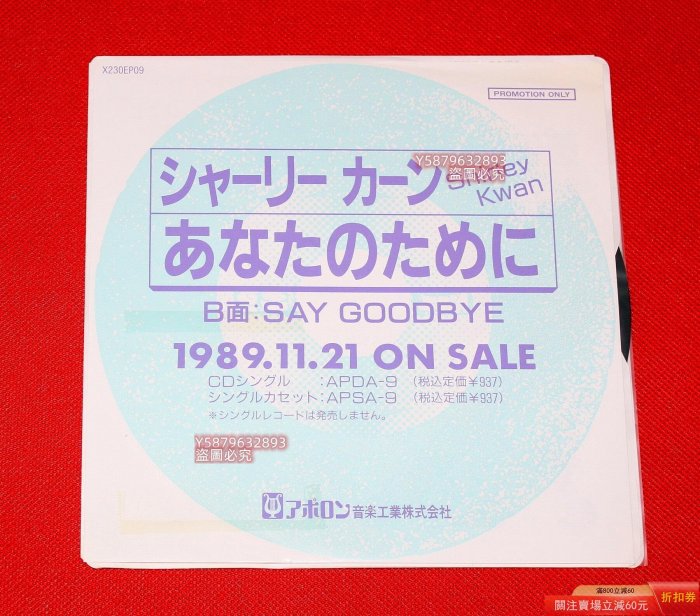 X230EP09
PROMOTION ONLY
Y5879632893
盜圖必究
シャーリー カーン
Shirley
Kwan
あなたのために
B面:SAY GOODBYE
1989.11.21 ON SALE
CDシングル :APDA-9 (税込定価¥937)
シングルカセット:APSA-9 (税込定価¥937)
※シングルレコードは発売しません。
Y5879632893
盜圖必究
アポロン音楽工業株式会社
滿800立減60
關注賣場立減60元
折扣券